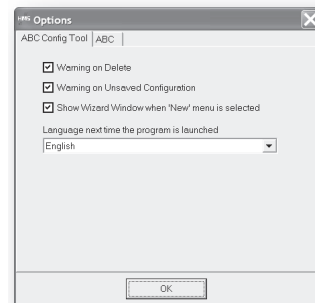 HMS Options
ABC Config Tool ABC
Warning on Delete
Warning on Unsaved Configuration
Show Wizard Window when 'New' menu is selected
Language next time the program is launched
English
OK